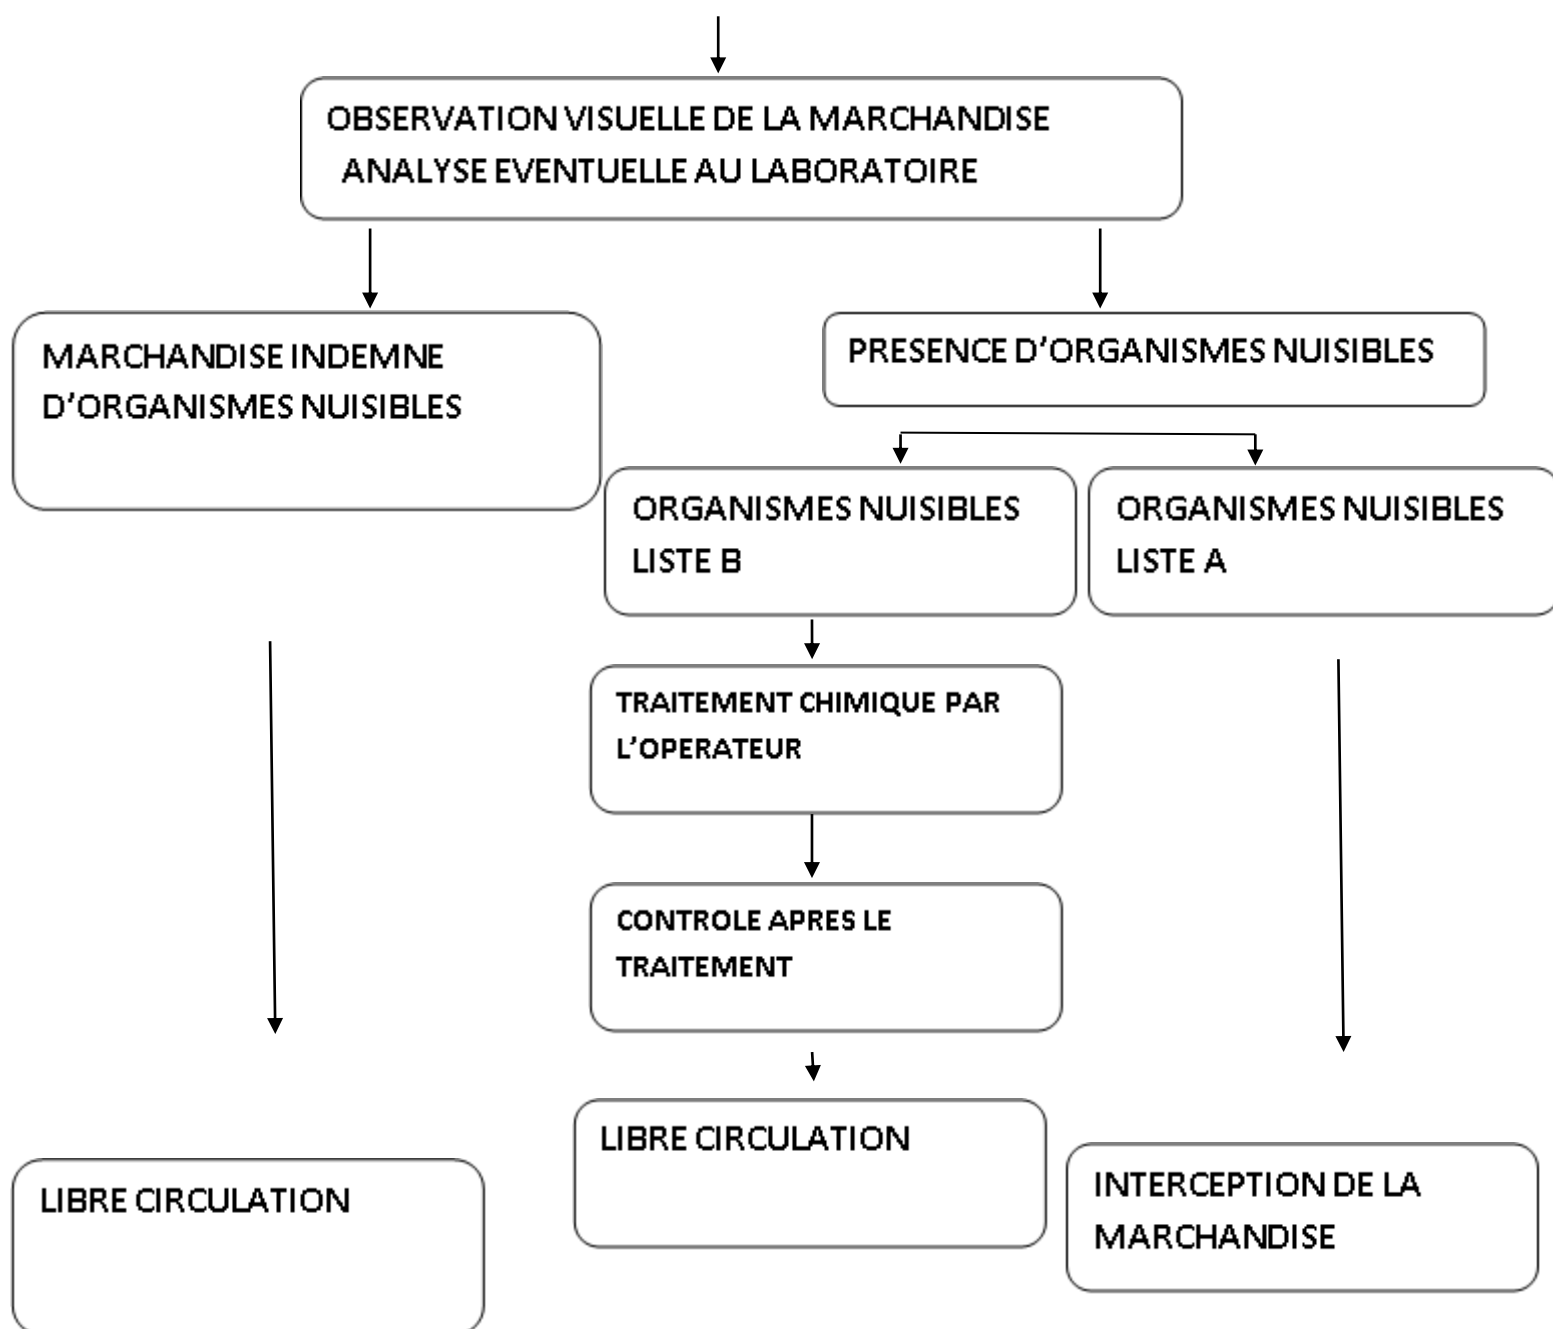 OBSERVATION VISUELLE DE LA MARCHANDISE
ANALYSE EVENTUELLE AU LABORATOIRE
MARCHANDISE INDEMNE
D’ORGANISMES NUISIBLES
PRESENCE D’ORGANISMES NUISIBLES
ORGANISMES NUISIBLES
LISTE B
ORGANISMES NUISIBLES
LISTE A
TRAITEMENT CHIMIQUE PAR
L’OPERATEUR
CONTROLE APRES LE
TRAITEMENT
LIBRE CIRCULATION
LIBRE CIRCULATION
INTERCEPTION DE LA
MARCHANDISE